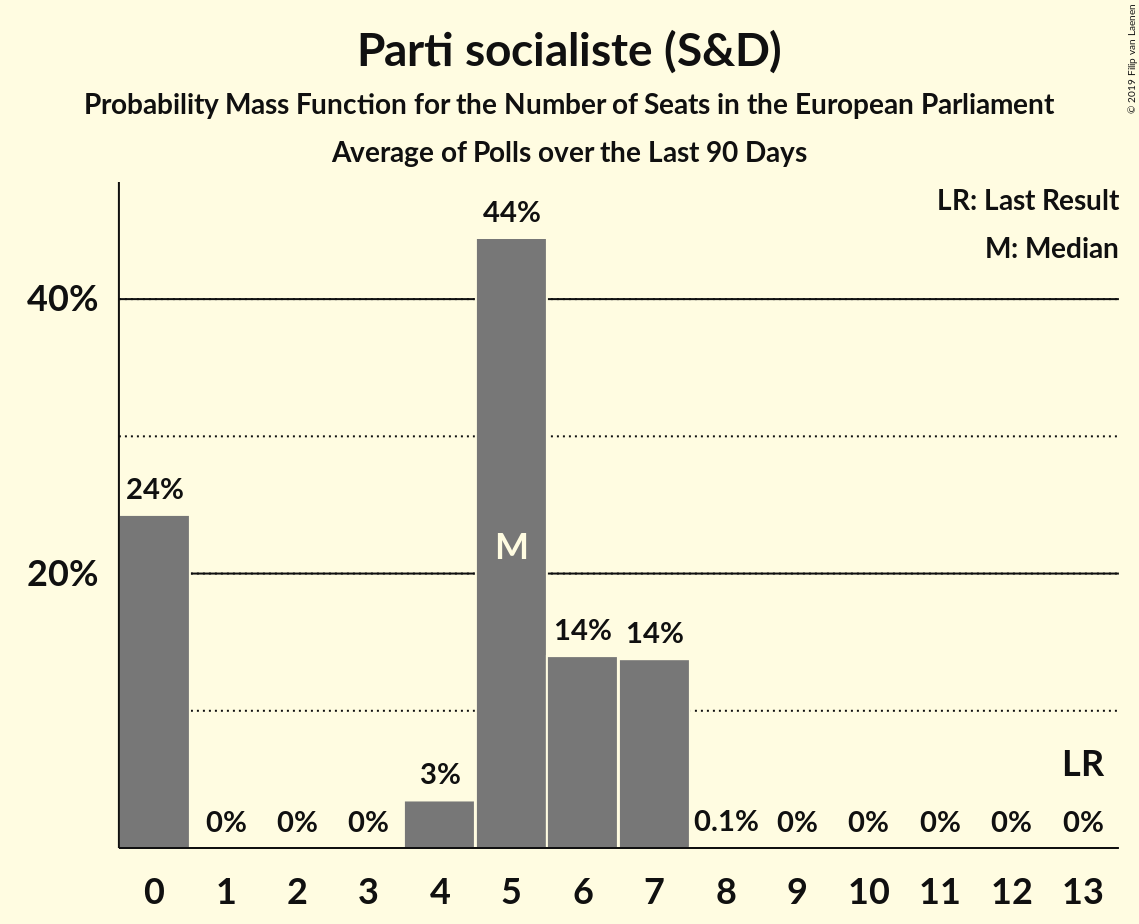 Parti socialiste (S&D)
Probability Mass Function for the Number of Seats in the European Parliament
Average of Polls over the Last 90 Days
© 2019 Filip van Laenen
LR: Last Result
M: Median
44%
40%
24%
M
20%
14% 14%
3%
LR
0% 0% 0% 0.1% 0% 0% 0% 0% 0%
0 1 2 3 4 5 6 7 8 9 10 11 12 13